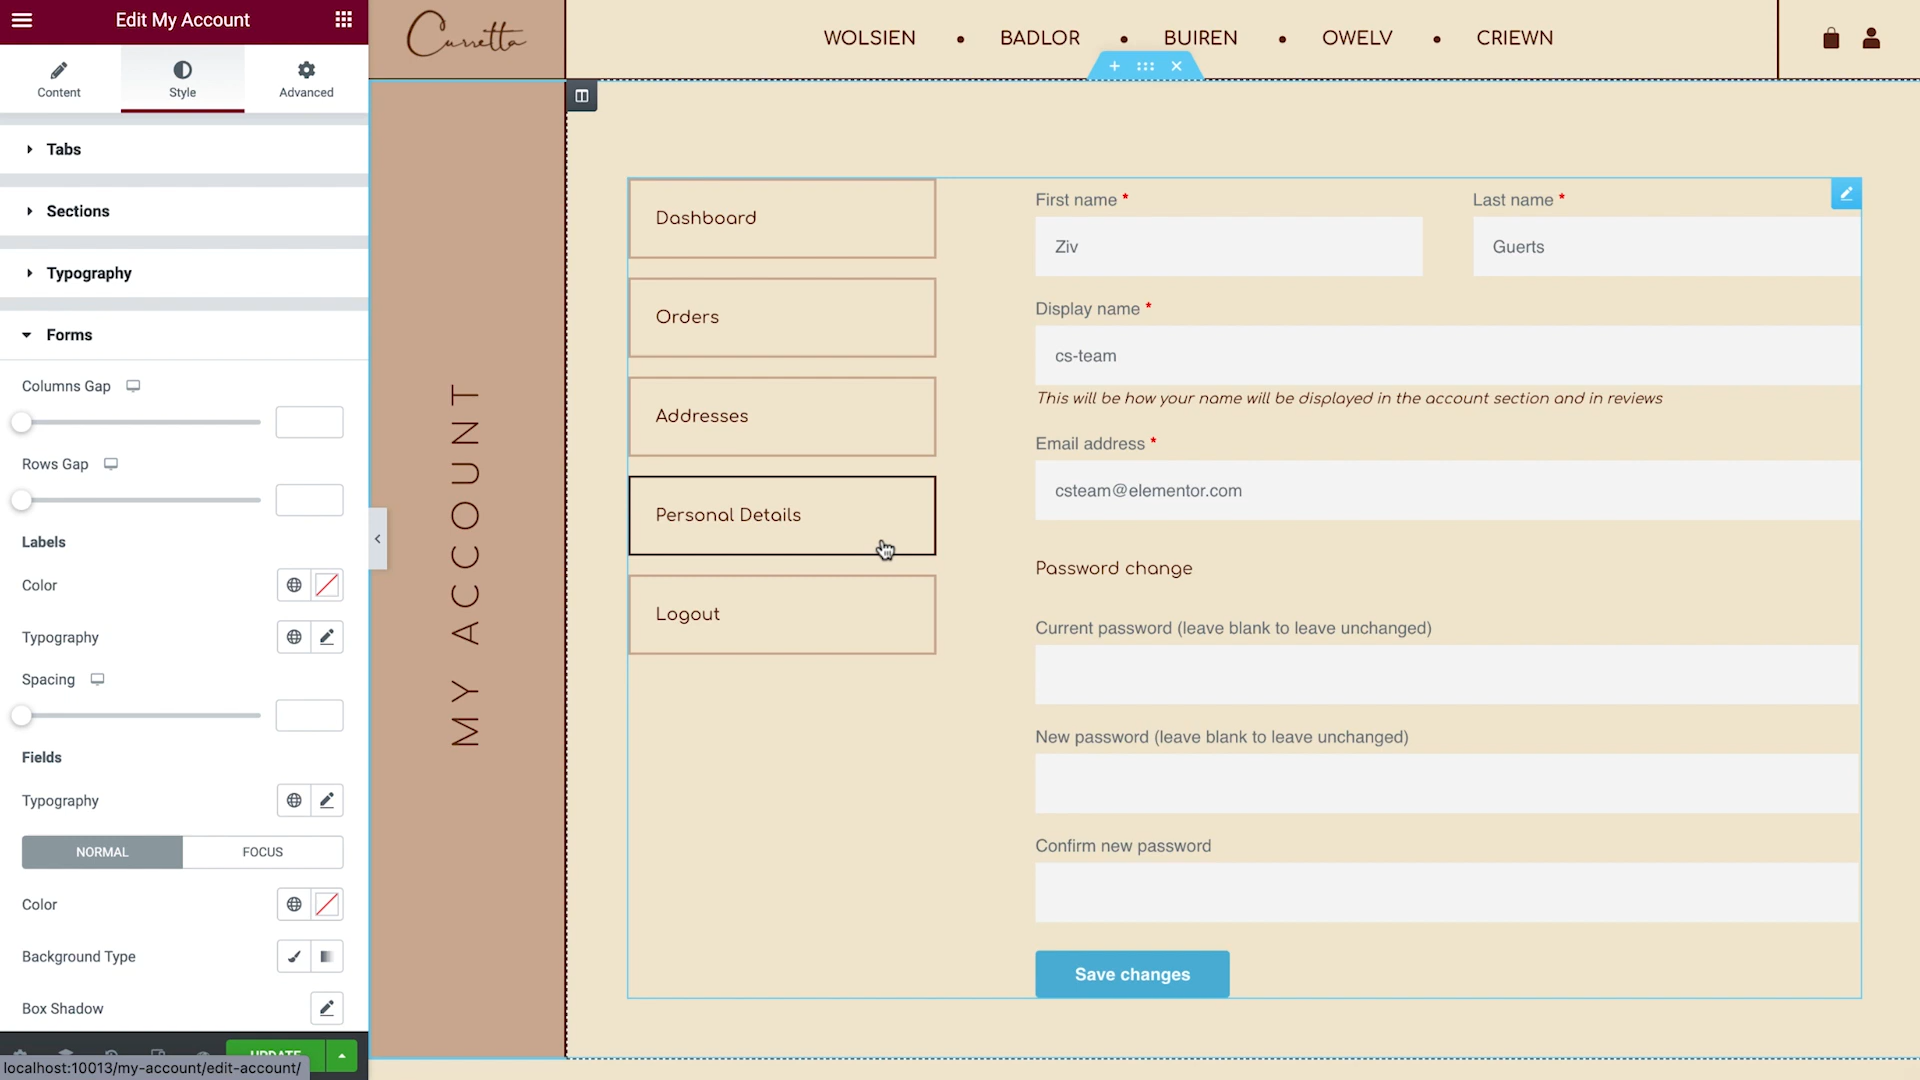 Edit My Account
Content
Style
Advanced
Tabs
Sections
Typography
Forms
Columns Gap
Rows Gap
Labels
Color
Typography
Spacing
Fields
Typography
NORMAL
FOCUS
Color
Background Type
Box Shadow
UPDATE
localhost:10013/my-account/edit-account/
Curretta
WOLSIEN • BADLOR • BUIREN • OWELV • CRIEWN
MY ACCOUNT
Dashboard
Orders
Addresses
Personal Details
Logout
First name *
Ziv
Last name *
Guerts
Display name *
cs-team
This will be how your name will be displayed in the account section and in reviews
Email address *
csteam@elementor.com
Password change
Current password (leave blank to leave unchanged)
New password (leave blank to leave unchanged)
Confirm new password
Save changes